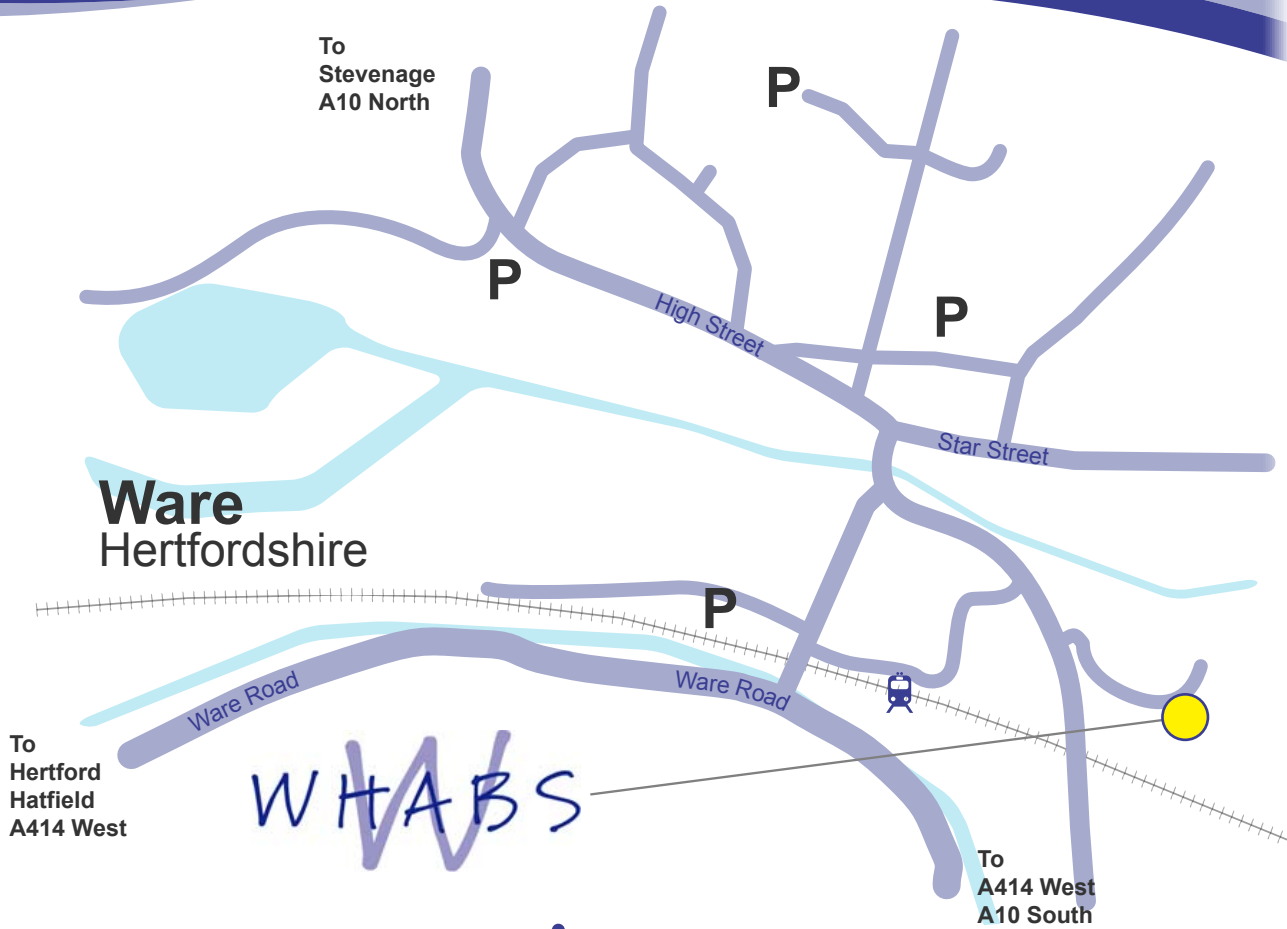 To
Stevenage
A10 North
P
P
P
High Street
Star Street
Ware
Hertfordshire
P
Ware Road
Ware Road
To
Hertford
Hatfield
A414 West
WHABS
To
A414 West
A10 South